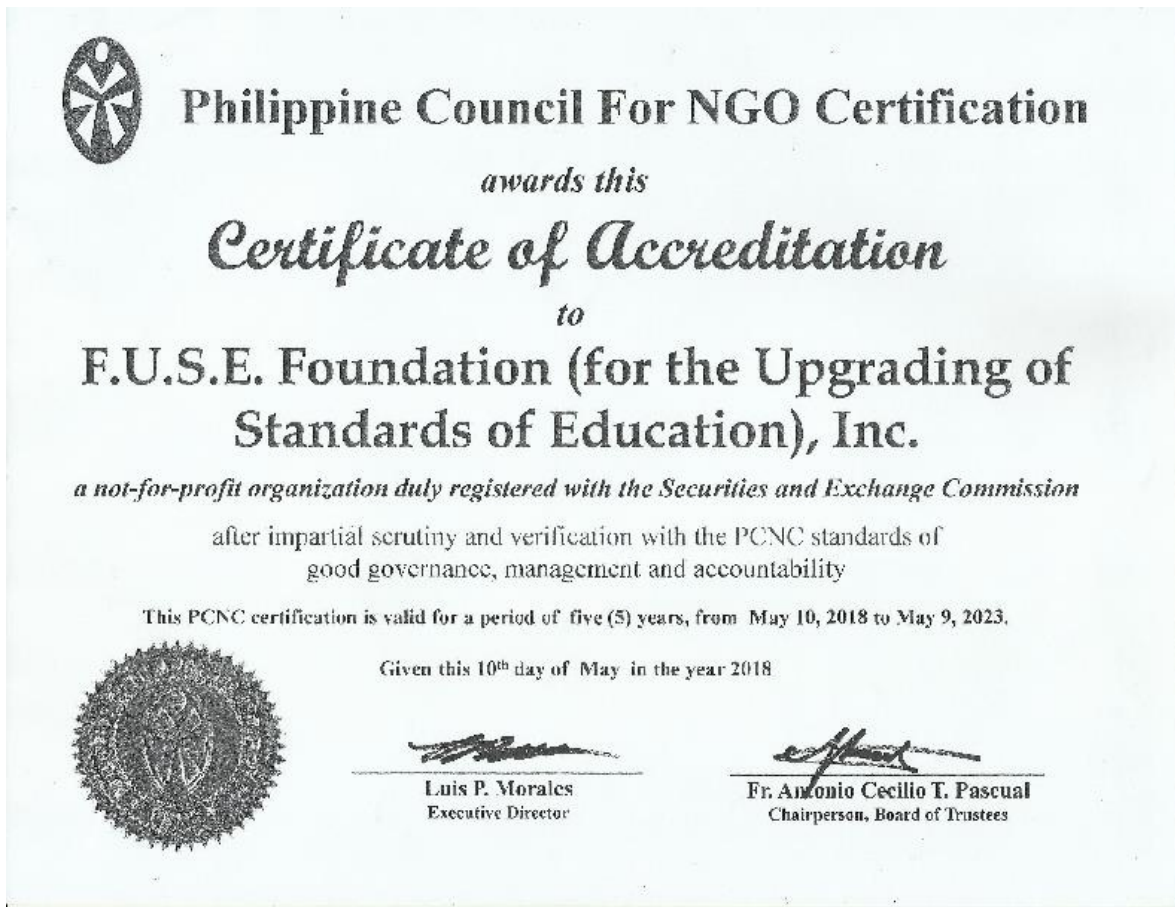 Philippine Council For NGO Certification
awards this
Certificate of Accreditation
to
F.U.S.E. Foundation (for the Upgrading of
Standards of Education), Inc.
a not-for-profit organization duly registered with the Securities and Exchange Commission
after impartial scrutiny and verification with the PCNC standards of
good governance, management and accountability
This PCNC certification is valid for a period of five (5) years, from May 10, 2018 to May 9, 2023.
Given this 10th day of May in the year 2018
Luis P. Morales
Executive Director
Fr. Antonio Cecilio T. Pascual
Chairperson, Board of Trustees